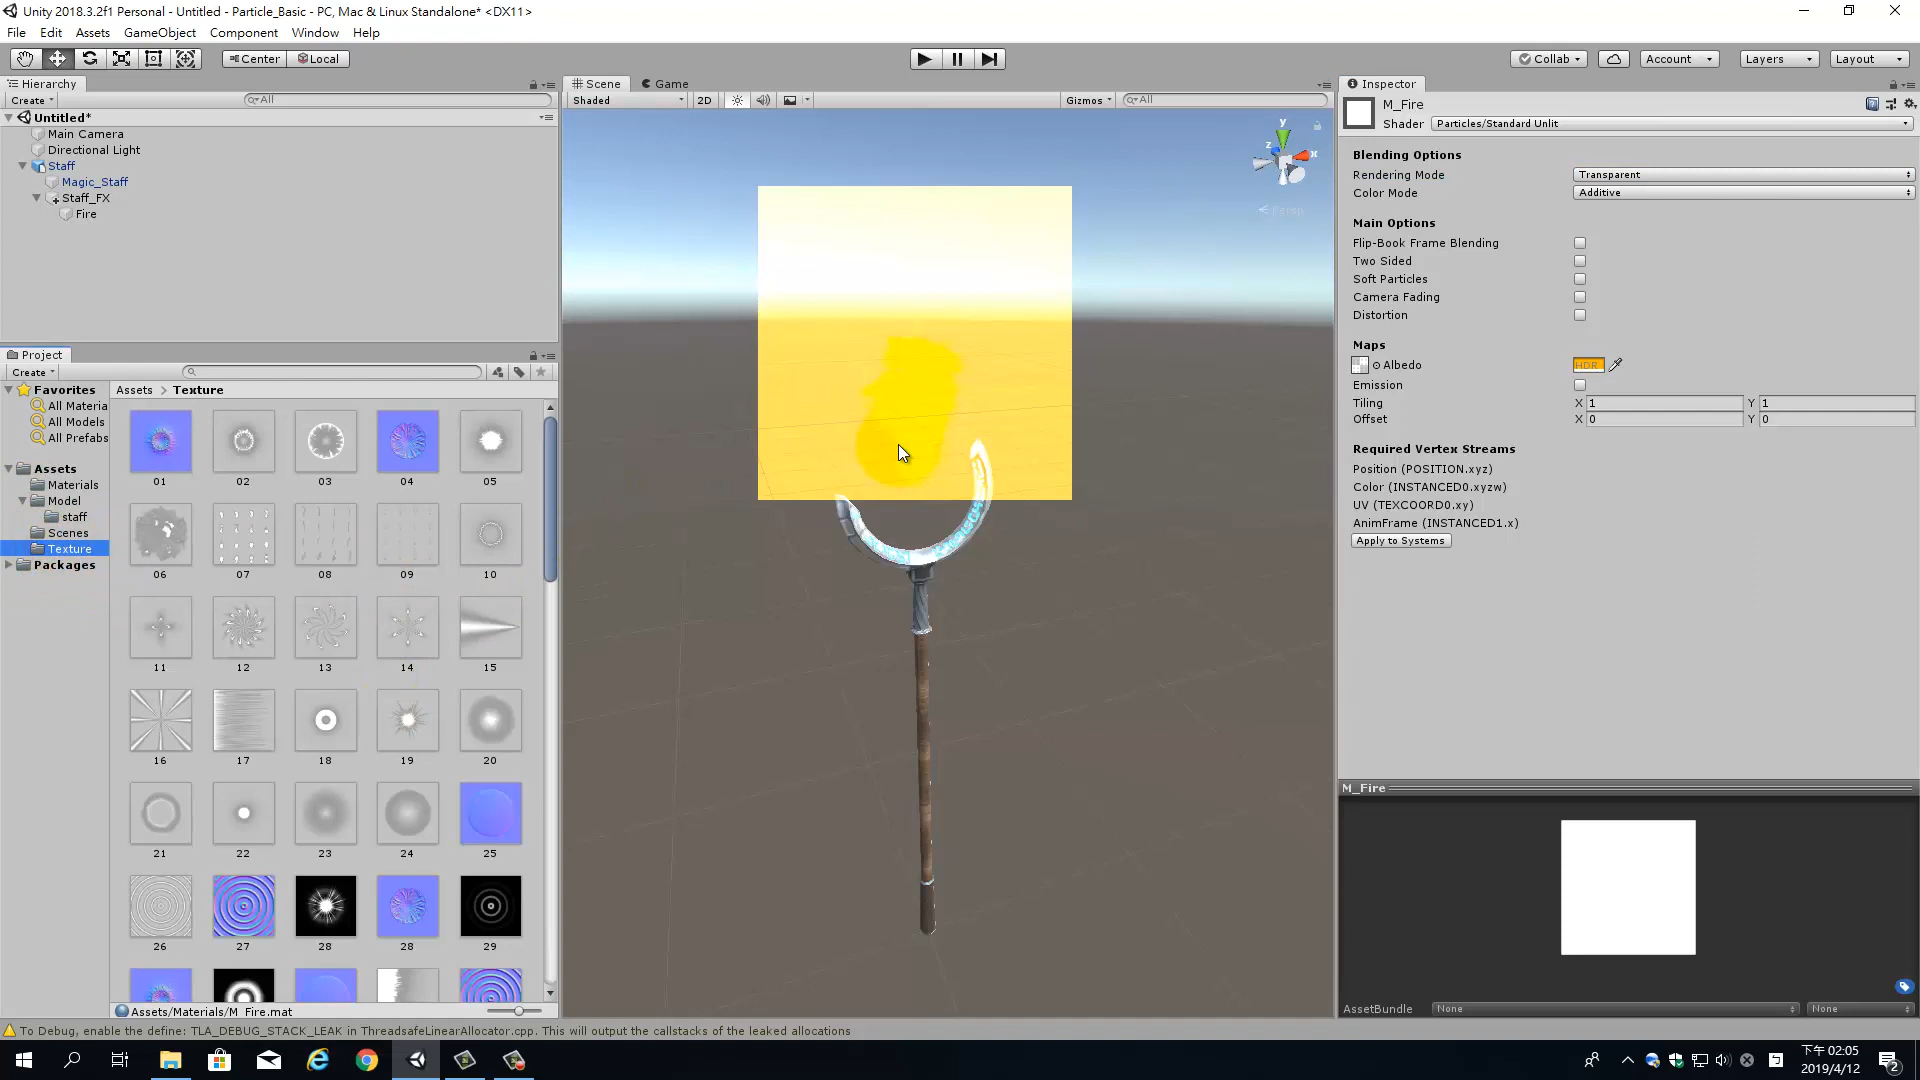 Unity 2018.3.2f1 Personal - Untitled - Particle_Basic - PC, Mac & Linux Standalone* <DX11>
File Edit Assets GameObject Component Window Help
Center Local
Collab Account Layers Layout
Hierarchy
Create All
Untitled*
Main Camera
Directional Light
Staff
Magic_Staff
Staff_FX
Fire
Project
Create
Favorites
All Materia
All Models
All Prefabs
Assets
Materials
Model
staff
Scenes
Texture
Packages
Assets > Texture
01 02 03 04 05
06 07 08 09 10
11 12 13 14 15
16 17 18 19 20
21 22 23 24 25
26 27 28 28 29
Assets/Materials/M_Fire.mat
Scene Game
Shaded 2D Gizmos All
y
z x
Persp
Inspector
M_Fire
Shader Particles/Standard Unlit
Blending Options
Rendering Mode Transparent
Color Mode Additive
Main Options
Flip-Book Frame Blending
Two Sided
Soft Particles
Camera Fading
Distortion
Maps
Albedo HDR
Emission
Tiling X 1 Y 1
Offset X 0 Y 0
Required Vertex Streams
Position (POSITION.xyz)
Color (INSTANCED0.xyzw)
UV (TEXCOORD0.xy)
AnimFrame (INSTANCED1.x)
Apply to Systems
M_Fire
AssetBundle None None
To Debug, enable the define: TLA_DEBUG_STACK_LEAK in ThreadsafeLinearAllocator.cpp. This will output the callstacks of the leaked allocations
下午 02:05
2019/4/12
2